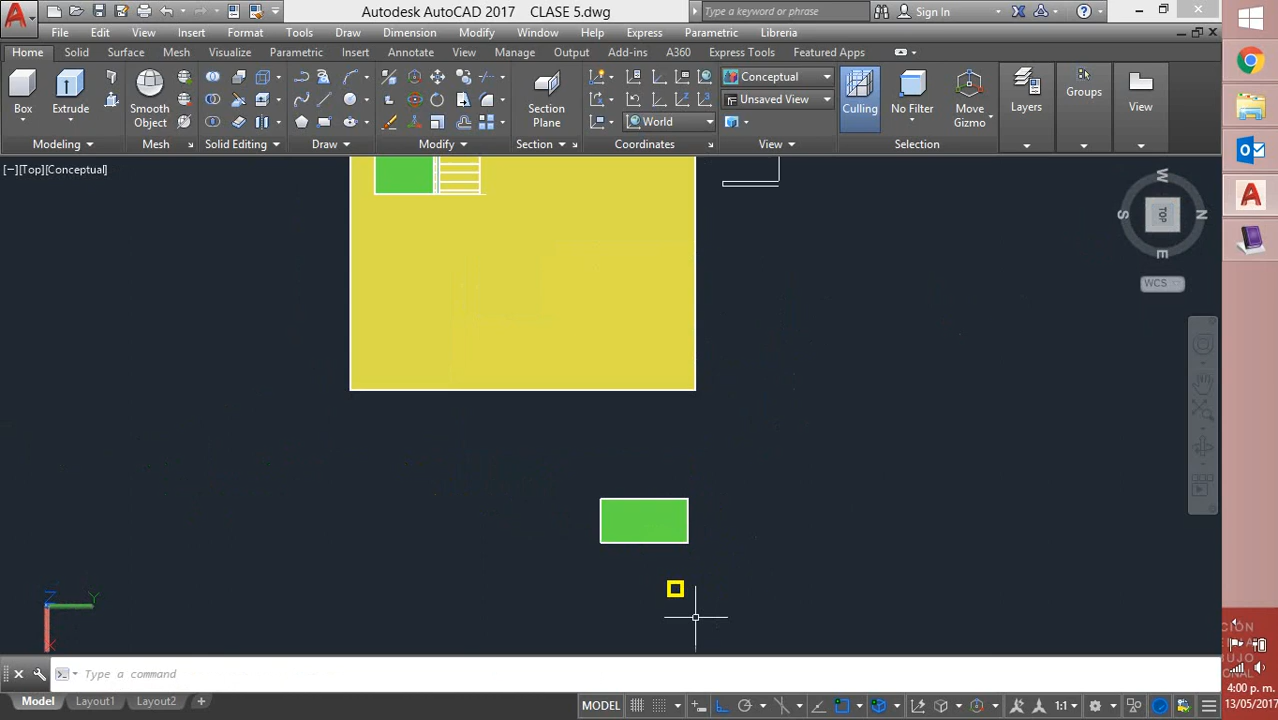 Autodesk AutoCAD 2017 CLASE 5.dwg
Type a keyword or phrase
Sign In
File Edit View Insert Format Tools Draw Dimension Modify Window Help Express Parametric Libreria
Home Solid Surface Mesh Visualize Parametric Insert Annotate View Manage Output Add-ins A360 Express Tools Featured Apps
Box
Extrude
Smooth
Object
Section
Plane
World
Conceptual
Unsaved View
Culling
No Filter
Move
Gizmo
Layers
Groups
View
Modeling Mesh Solid Editing Draw Modify Section Coordinates View Selection
[−][Top][Conceptual]
W
S TOP N
E
WCS
Z Y
X
Type a command
Model Layout1 Layout2 +
MODEL
1:1
CIÓN
4:00 p. m.
13/05/2017